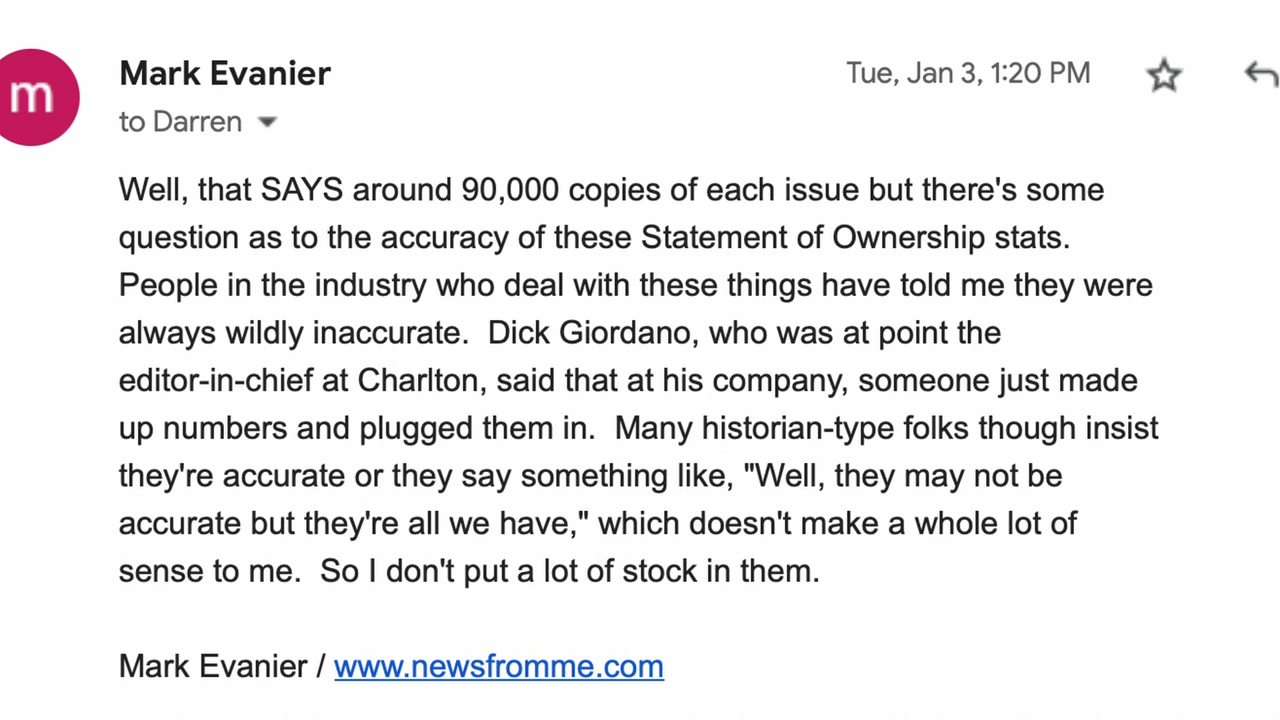 m
Mark Evanier
Tue, Jan 3, 1:20 PM
to Darren
Well, that SAYS around 90,000 copies of each issue but there's some
question as to the accuracy of these Statement of Ownership stats.
People in the industry who deal with these things have told me they were
always wildly inaccurate.  Dick Giordano, who was at point the
editor-in-chief at Charlton, said that at his company, someone just made
up numbers and plugged them in.  Many historian-type folks though insist
they're accurate or they say something like, "Well, they may not be
accurate but they're all we have," which doesn't make a whole lot of
sense to me.  So I don't put a lot of stock in them.
Mark Evanier / www.newsfromme.com